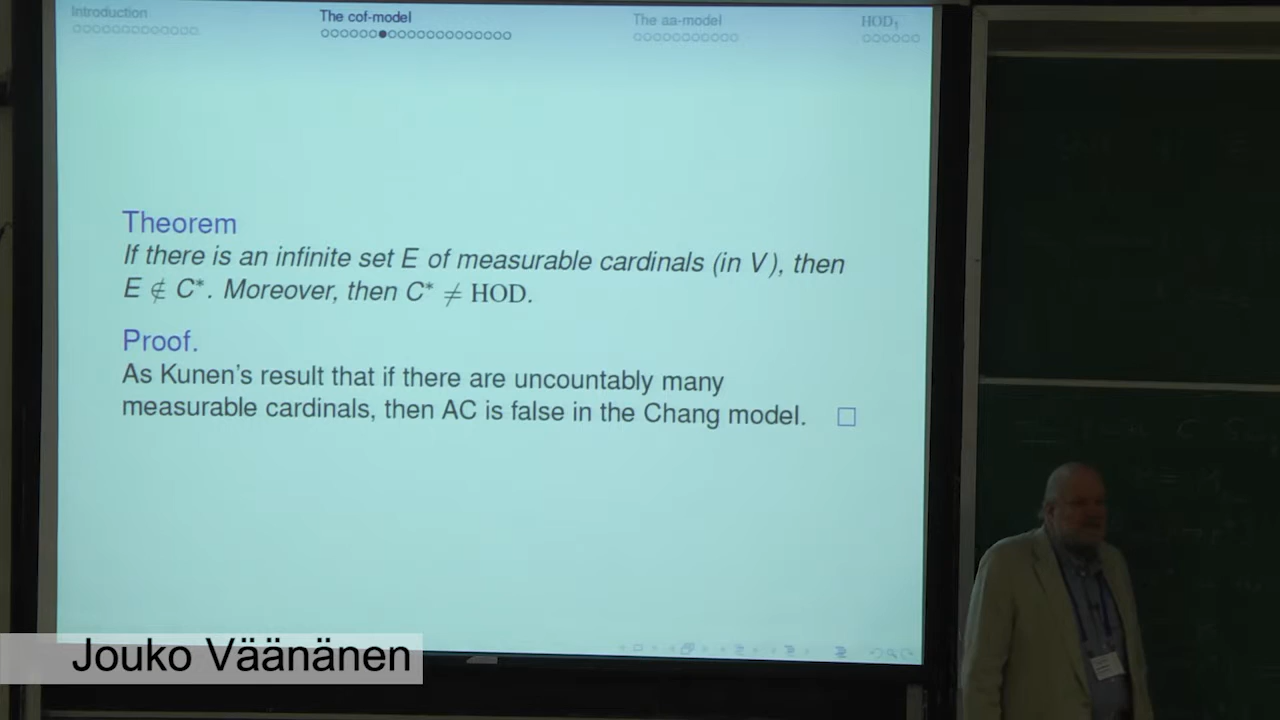 Introduction
The cof-model
The aa-model
HOD₁
Theorem
If there is an infinite set E of measurable cardinals (in V), then
E ∉ C*. Moreover, then C* ≠ HOD.
Proof.
As Kunen's result that if there are uncountably many
measurable cardinals, then AC is false in the Chang model. □
Jouko Väänänen